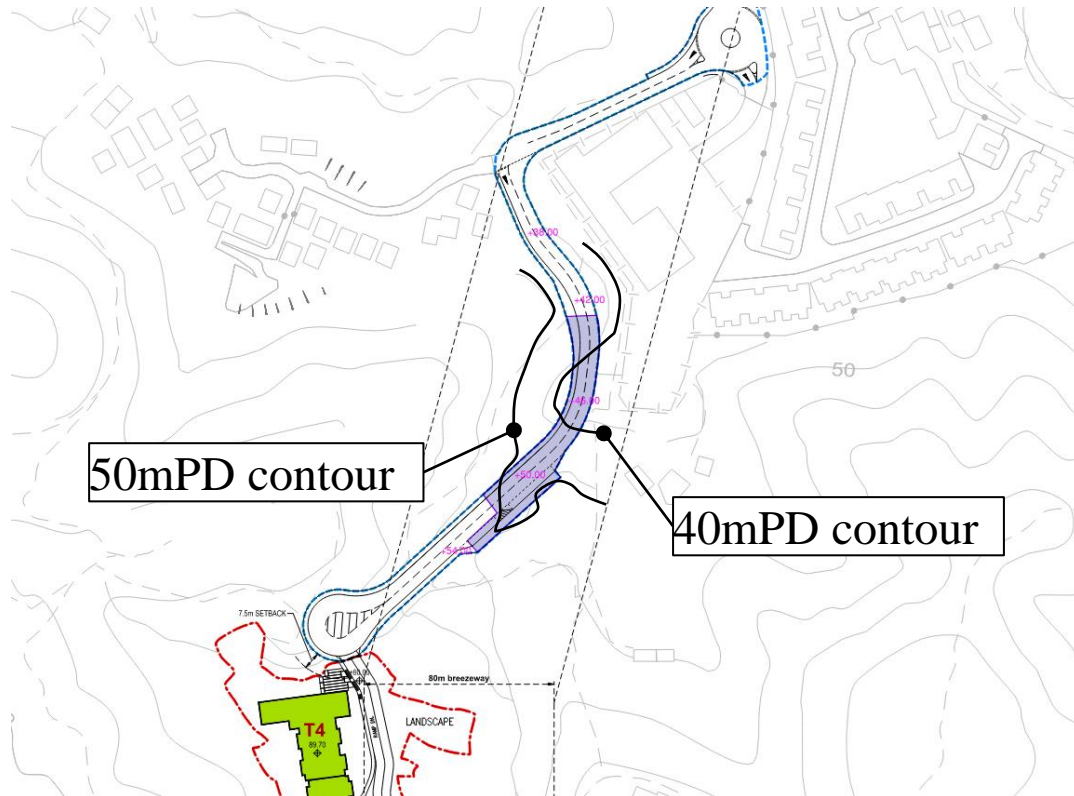 +38.00
+42.00
50
+46.00
50mPD contour
+50.00
40mPD contour
+54.00
7.5m SETBACK
80m breezeway
LANDSCAPE
T4
89.70